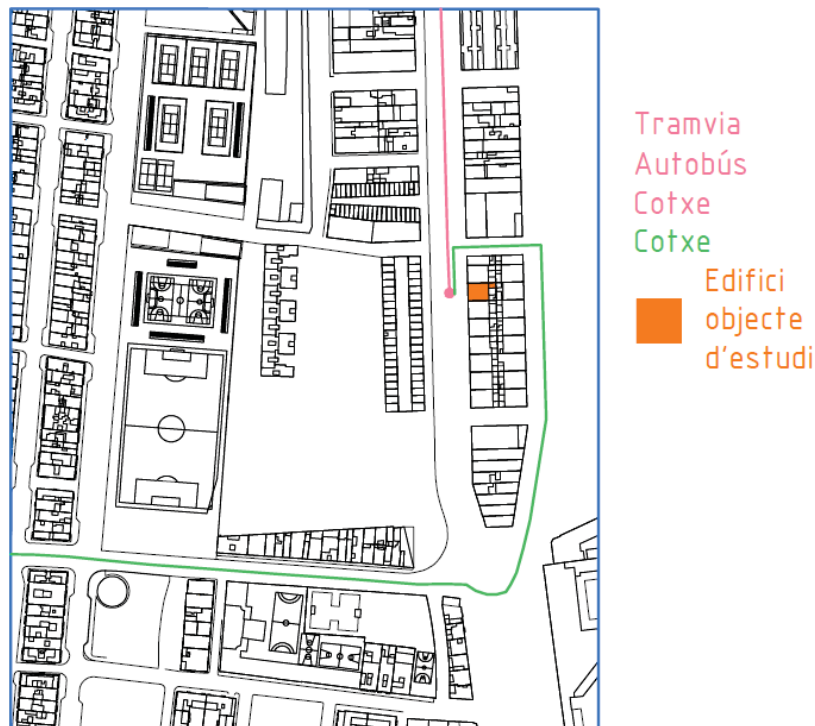 Tramvia
Autobús
Cotxe
Cotxe
Edifici
objecte
d'estudi